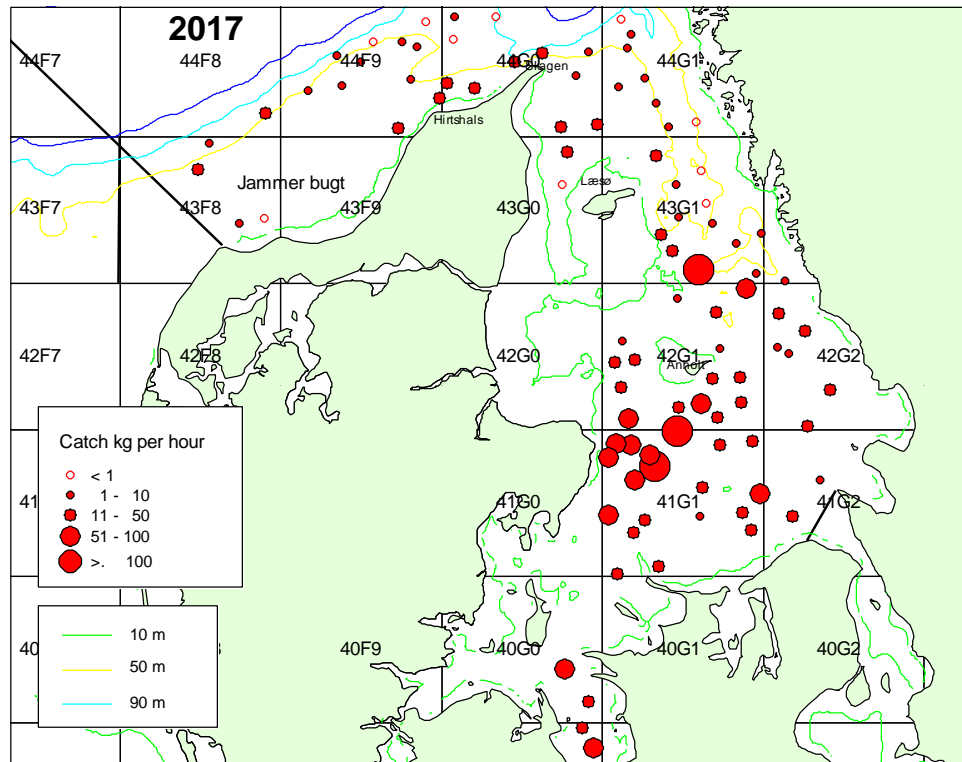 2017
44F7 44F8 44F9 44G0 44G1
Skagen
Hirtshals
Jammer bugt
Læsø
43F7 43F8 43F9 43G0 43G1
42F7 42F8 42G0 42G1 42G2
Anholt
Catch kg per hour
< 1
1 - 10
11 - 50
51 - 100
>. 100
41 41G0 41G1 41G2
10 m
50 m
90 m
40 40F9 40G0 40G1 40G2